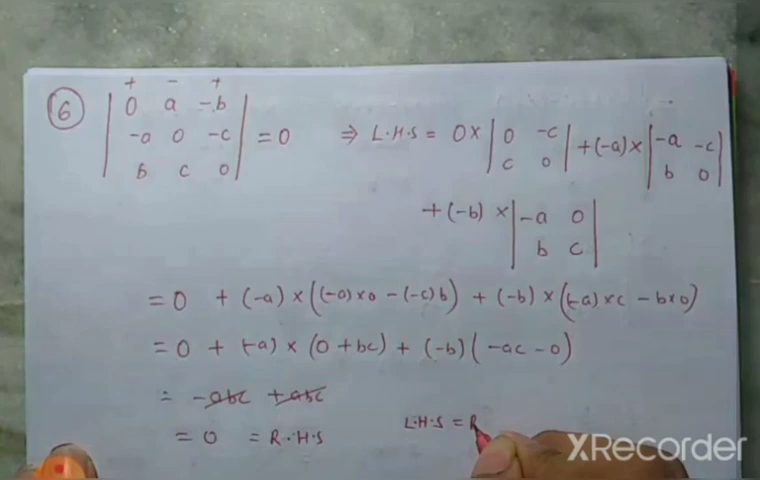 + - +
(6) | 0 a -b | ⇒ L.H.S = 0 × | 0 -c | + (-a) × | -a -c |
| -a 0 -c | = 0 | c 0 | | b 0 |
| b c 0 |
+ (-b) × | -a 0 |
| b c |
= 0 + (-a) × ((-a) × 0 - (-c) b) + (-b) × ((-a) × c - b × 0)
= 0 + (-a) × (0 + bc) + (-b) (-ac - 0)
= -abc + abc
= 0 = R.H.S L.H.S = R
XRecorder